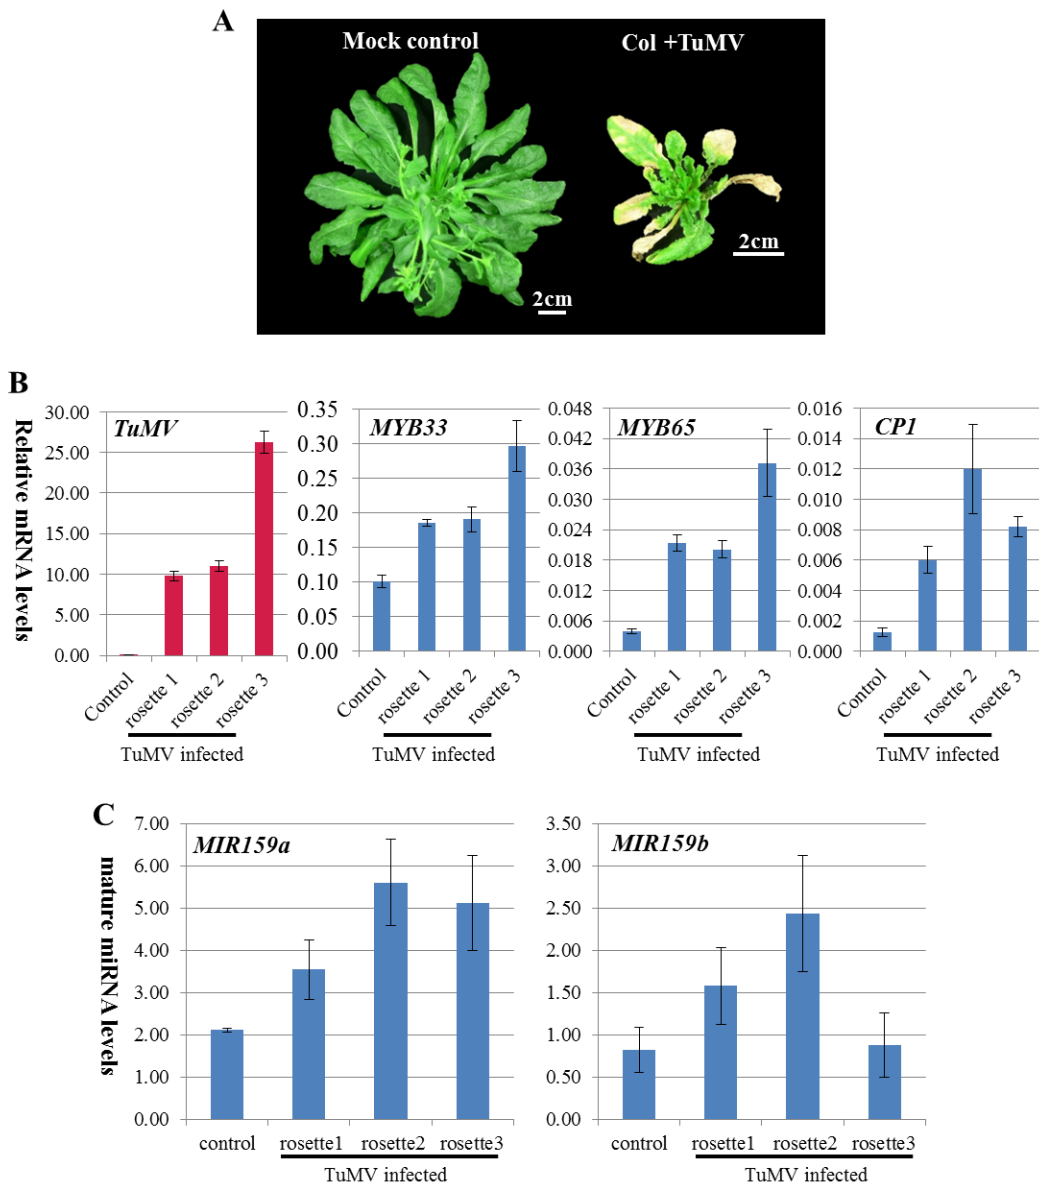 A
Mock control
Col +TuMV
2cm
2cm
B
Relative mRNA levels
TuMV
30.00
25.00
20.00
15.00
10.00
5.00
0.00
Control
rosette 1
rosette 2
rosette 3
TuMV infected
MYB33
0.35
0.30
0.25
0.20
0.15
0.10
0.05
0.00
Control
rosette 1
rosette 2
rosette 3
TuMV infected
MYB65
0.048
0.042
0.036
0.030
0.024
0.018
0.012
0.006
0.000
Control
rosette 1
rosette 2
rosette 3
TuMV infected
CP1
0.016
0.014
0.012
0.010
0.008
0.006
0.004
0.002
0.000
Control
rosette 1
rosette 2
rosette 3
TuMV infected
C
mature miRNA levels
MIR159a
7.00
6.00
5.00
4.00
3.00
2.00
1.00
0.00
control
rosette1
rosette2
rosette3
TuMV infected
MIR159b
3.50
3.00
2.50
2.00
1.50
1.00
0.50
0.00
control
rosette1
rosette2
rosette3
TuMV infected